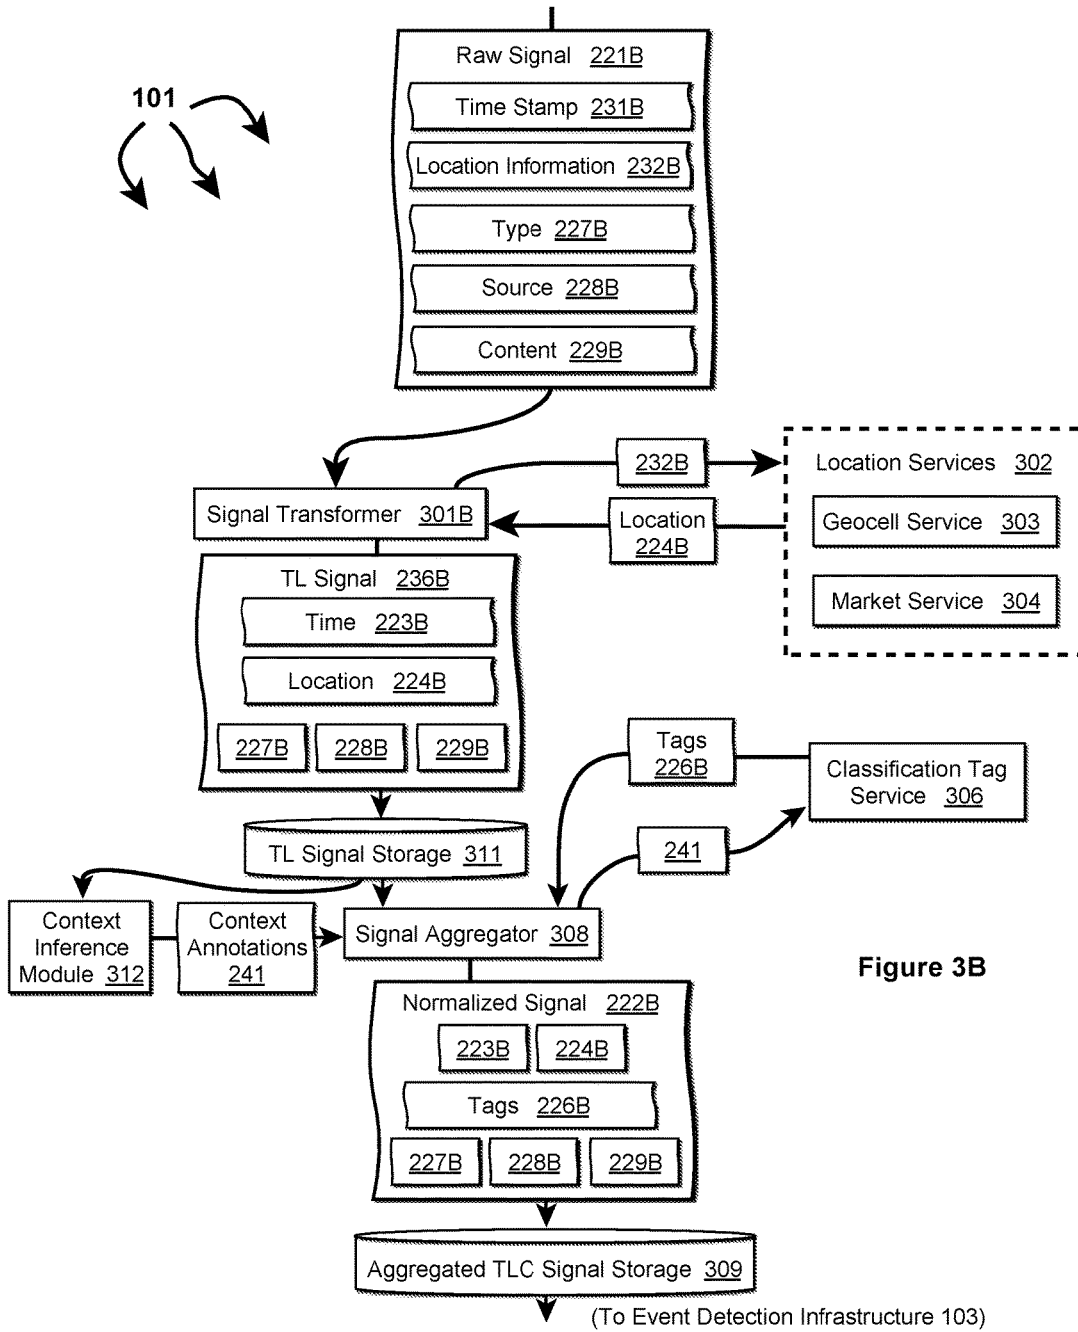 Raw Signal 221B
101
Time Stamp 231B
Location Information 232B
Type 227B
Source 228B
Content 229B
232B
Location Services 302
Signal Transformer 301B
Location
224B
Geocell Service 303
TL Signal 236B
Market Service 304
Time 223B
Location 224B
227B 228B 229B
Tags
226B
Classification Tag
Service 306
TL Signal Storage 311
241
Context
Inference
Module 312
Context
Annotations
241
Signal Aggregator 308
Figure 3B
Normalized Signal 222B
223B 224B
Tags 226B
227B 228B 229B
Aggregated TLC Signal Storage 309
(To Event Detection Infrastructure 103)